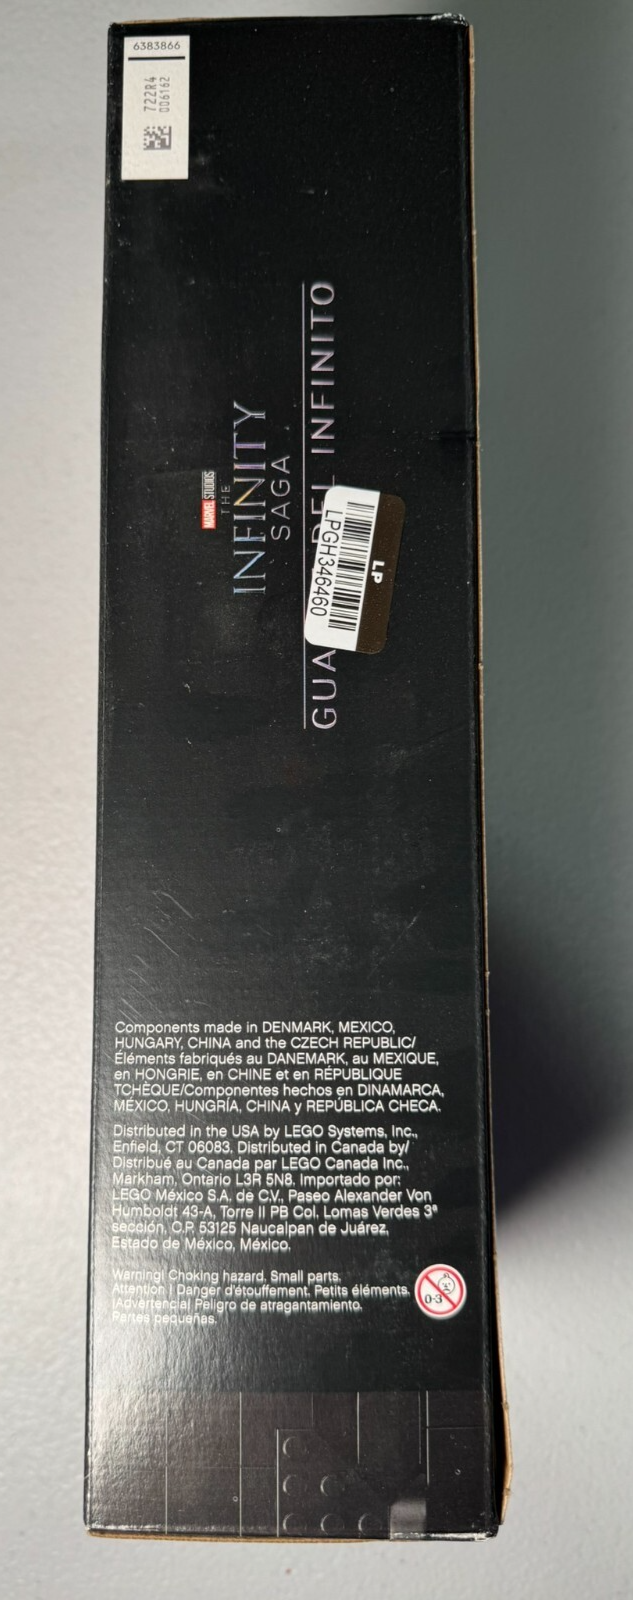 6383866
722R4
006162
MARVEL STUDIOS
THE
INFINITY
SAGA
INFINITO
LP
LPGH346460
Components made in DENMARK, MEXICO,
HUNGARY, CHINA and the CZECH REPUBLIC/
Éléments fabriqués au DANEMARK, au MEXIQUE,
en HONGRIE, en CHINE et en RÉPUBLIQUE
TCHÈQUE/Componentes hechos en DINAMARCA,
MÉXICO, HUNGRÍA, CHINA y REPÚBLICA CHECA.
Distributed in the USA by LEGO Systems, Inc.,
Enfield, CT 06083. Distributed in Canada by/
Distribué au Canada par LEGO Canada Inc.,
Markham, Ontario L3R 5N8. Importado por:
LEGO México S.A. de C.V., Paseo Alexander Von
Humboldt 43-A, Torre II PB Col. Lomas Verdes 3ª
sección, C.P. 53125 Naucalpan de Juárez,
Estado de México, México.
Warning! Choking hazard. Small parts.
Attention ! Danger d'étouffement. Petits éléments.
¡Advertencia! Peligro de atragantamiento.
Partes pequeñas.
0-3